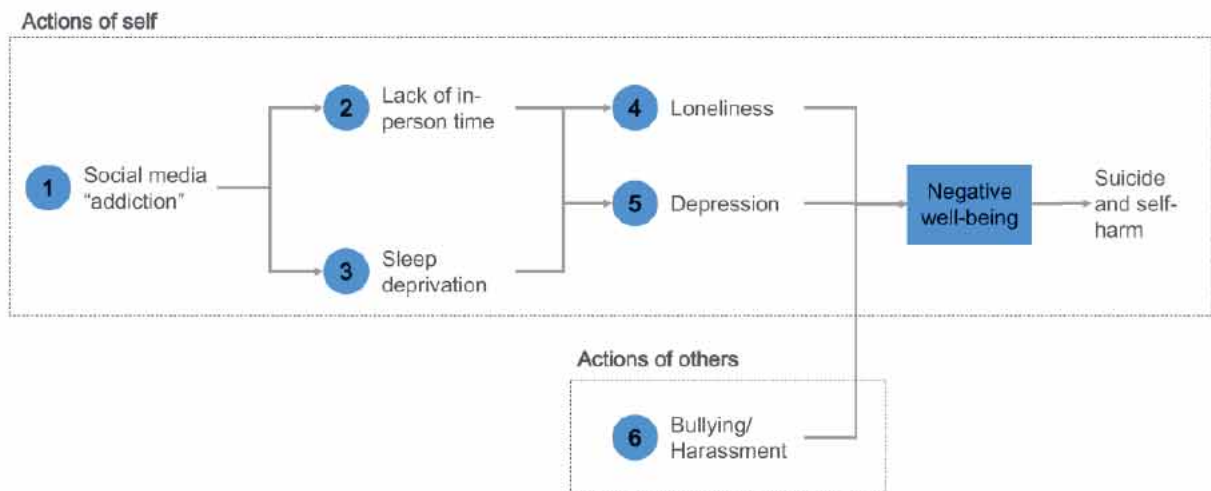 Actions of self
1
Social media
“addiction”
2
Lack of in-
person time
3
Sleep
deprivation
4
Loneliness
5
Depression
Negative
well-being
Suicide
and self-
harm
Actions of others
6
Bullying/
Harassment